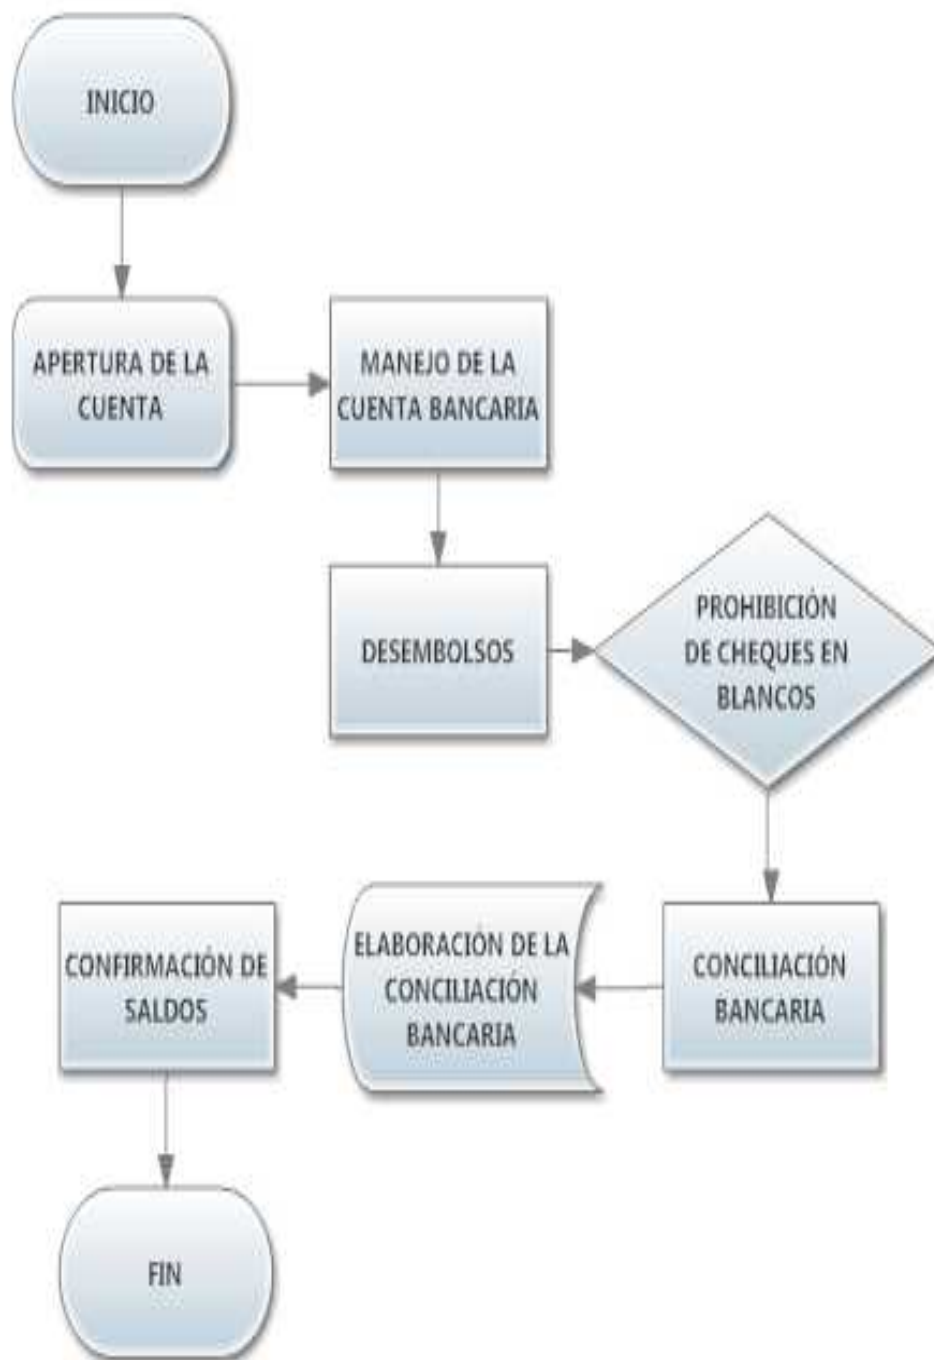 INICIO
APERTURA DE LA
CUENTA
MANEJO DE LA
CUENTA BANCARIA
DESEMBOLSOS
PROHIBICIÓN
DE CHEQUES EN
BLANCOS
CONCILIACIÓN
BANCARIA
ELABORACIÓN DE LA
CONCILIACIÓN
BANCARIA
CONFIRMACIÓN DE
SALDOS
FIN